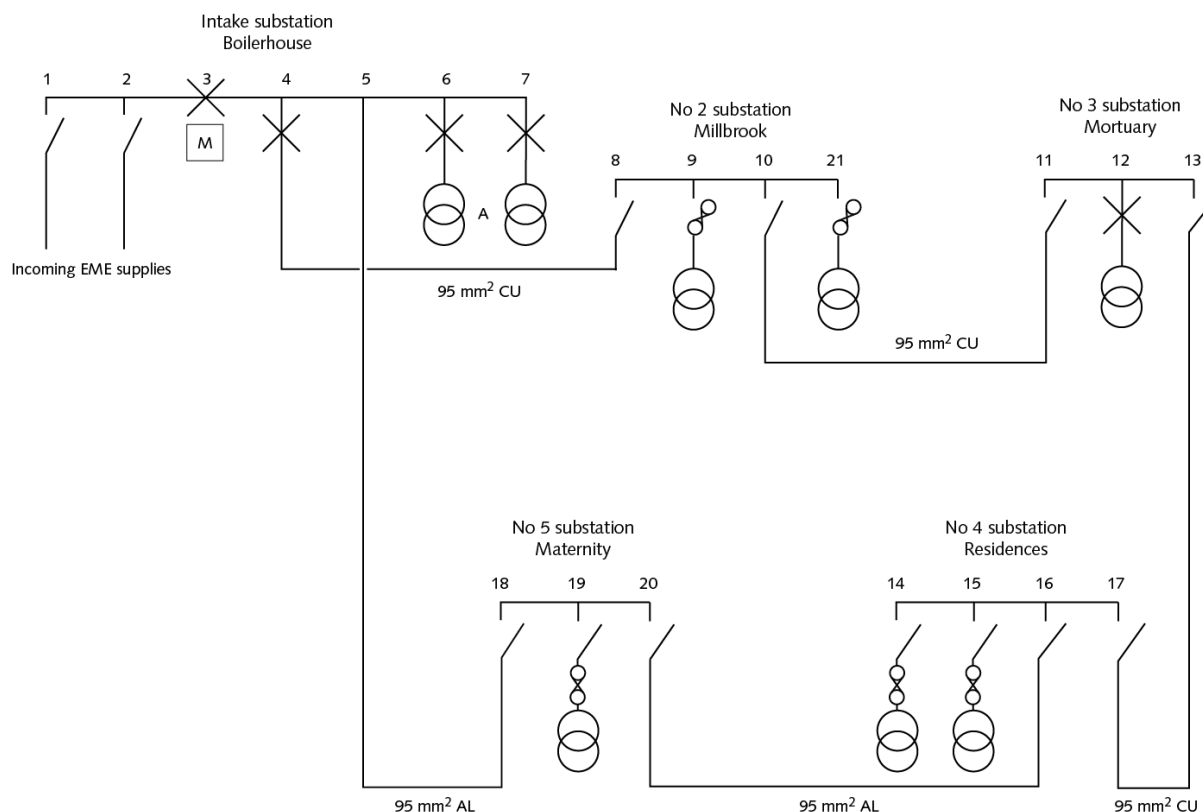 Intake substation
Boilerhouse
1 2 3 4 5 6 7
M
A
Incoming EME supplies
95 mm² CU
No 2 substation
Millbrook
8 9 10 21
95 mm² CU
No 3 substation
Mortuary
11 12 13
No 5 substation
Maternity
18 19 20
No 4 substation
Residences
14 15 16 17
95 mm² AL
95 mm² AL
95 mm² CU